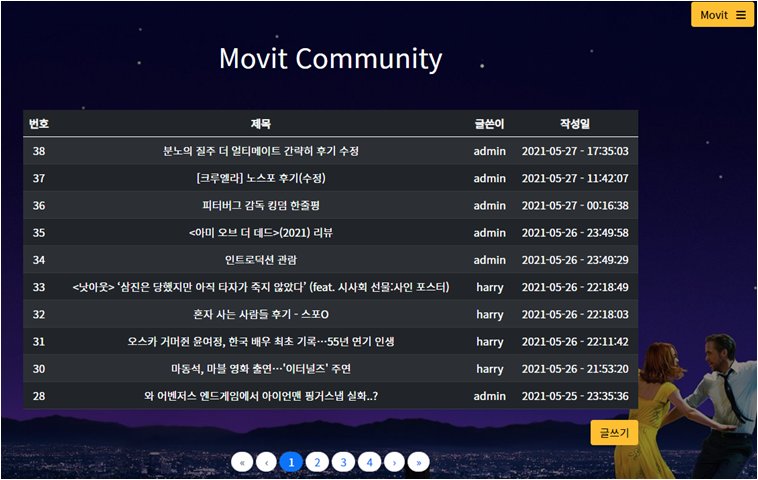 Movit ☰
Movit Community
번호 제목 글쓴이 작성일
38 분노의 질주 더 얼티메이트 간략히 후기 수정 admin 2021-05-27 - 17:35:03
37 [크루엘라] 노스포 후기(수정) admin 2021-05-27 - 11:42:07
36 피터버그 감독 킹덤 한줄평 admin 2021-05-27 - 00:16:38
35 <아미 오브 더 데드>(2021) 리뷰 admin 2021-05-26 - 23:49:58
34 인트로덕션 관람 admin 2021-05-26 - 23:49:29
33 <낫아웃> ‘삼진은 당했지만 아직 타자가 죽지 않았다’ (feat. 시사회 선물:사인 포스터) harry 2021-05-26 - 22:18:49
32 혼자 사는 사람들 후기 - 스포O harry 2021-05-26 - 22:18:03
31 오스카 거머쥔 윤여정, 한국 배우 최초 기록…55년 연기 인생 harry 2021-05-26 - 22:11:42
30 마동석, 마블 영화 출연…'이터널즈' 주연 harry 2021-05-26 - 21:53:20
28 와 어벤저스 엔드게임에서 아이언맨 핑거스냅 실화..? admin 2021-05-25 - 23:35:36
글쓰기
« ‹ 1 2 3 4 › »